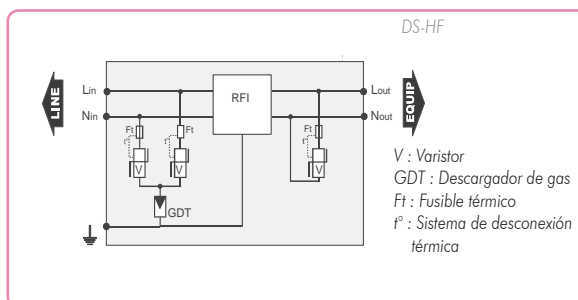 DS-HF
LINE
Lin
Nin
RFI
Lout
Nout
EQUIP
Ft
Ft
Ft
t°
t°
t°
V
V
V
GDT
V : Varistor
GDT : Descargador de gas
Ft : Fusible térmico
t° : Sistema de desconexión
térmica